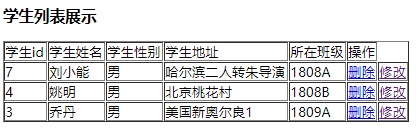 学生列表展示
学生id 学生姓名 学生性别 学生地址 所在班级 操作
7 刘小能 男 哈尔滨二人转朱导演 1808A 删除 修改
4 姚明 男 北京桃花村 1808B 删除 修改
3 乔丹 男 美国新奥尔良1 1809A 删除 修改